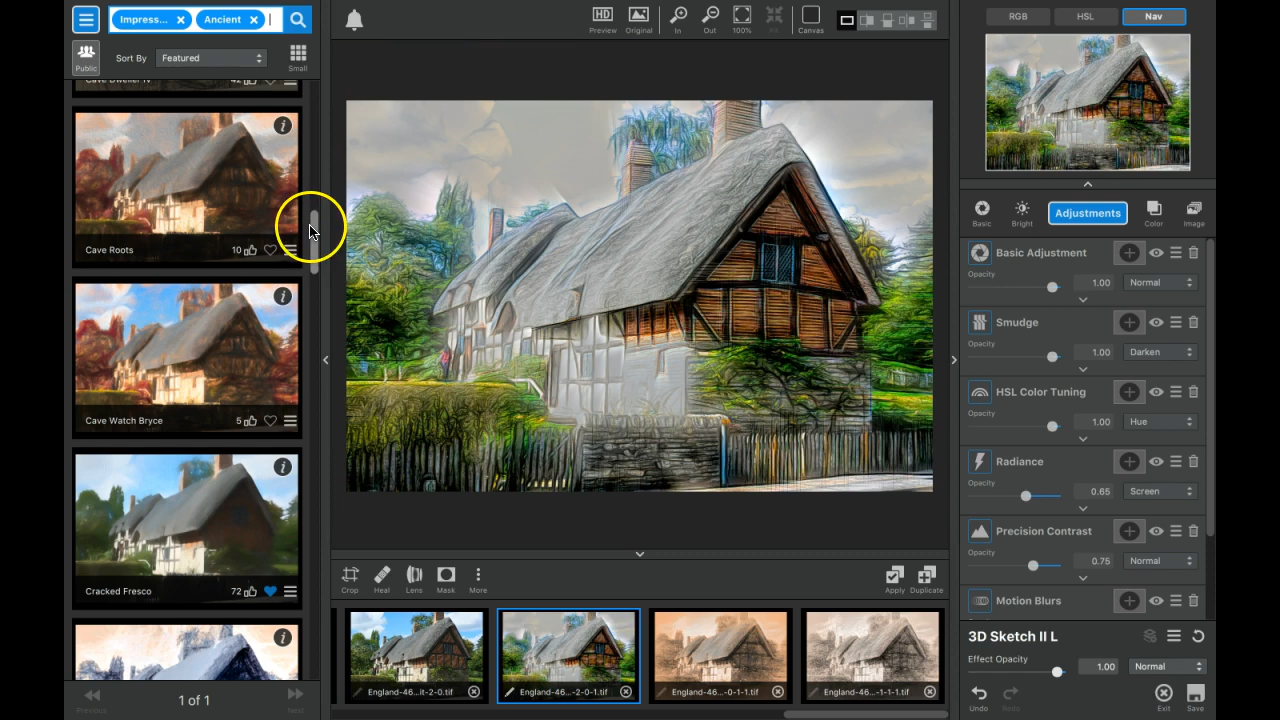 Impress...
Ancient
HD
Preview
Original
In
Out
100%
Fit
Canvas
RGB
HSL
Nav
Public
Sort By
Featured
Small
Cave Dweller IV
42
Cave Roots
10
Cave Watch Bryce
5
Cracked Fresco
72
Previous
1 of 1
Next
Crop
Heal
Lens
Mask
More
Apply
Duplicate
England-46...it-2-0.tif
England-46...-2-0-1.tif
England-46...-0-1-1.tif
England-46...-1-1-1.tif
Basic
Bright
Adjustments
Color
Image
Basic Adjustment
Opacity
1.00
Normal
Smudge
Opacity
1.00
Darken
HSL Color Tuning
Opacity
1.00
Hue
Radiance
Opacity
0.65
Screen
Precision Contrast
Opacity
0.75
Normal
Motion Blurs
3D Sketch II L
Effect Opacity
1.00
Normal
Undo
Redo
Exit
Save